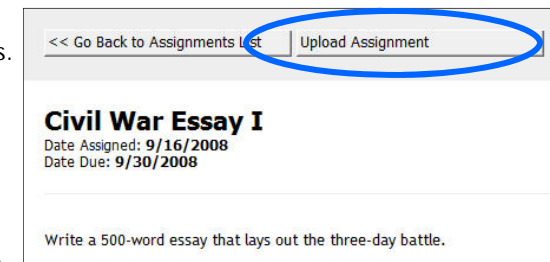 s.
<< Go Back to Assignments List Upload Assignment
Civil War Essay I
Date Assigned: 9/16/2008
Date Due: 9/30/2008
Write a 500-word essay that lays out the three-day battle.